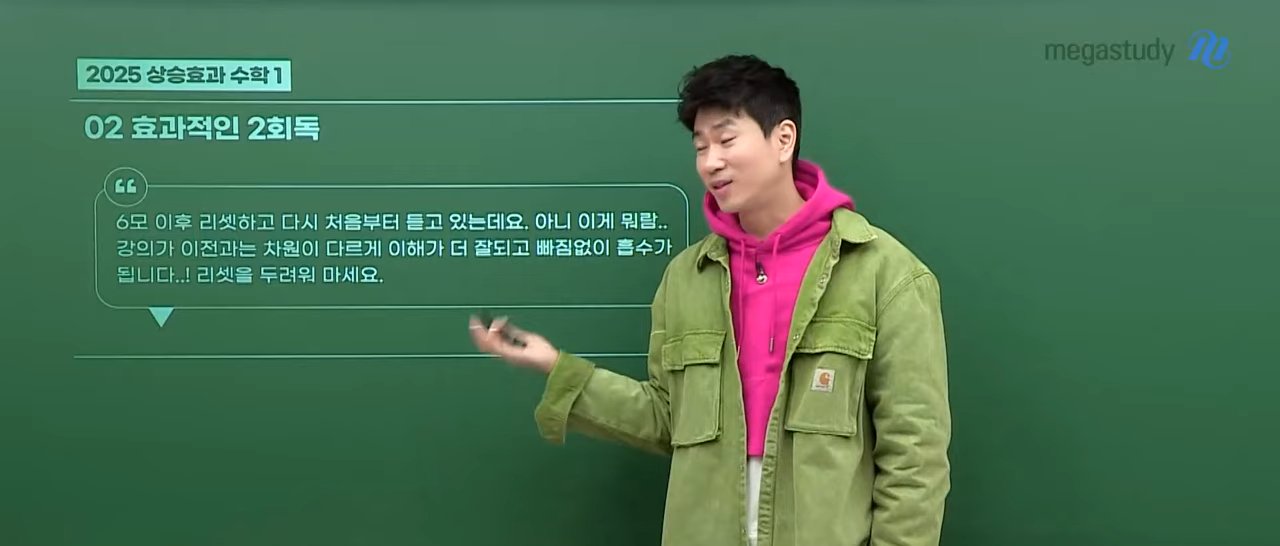 megastudy
2025 상승효과 수학 1
02 효과적인 2회독
6모 이후 리셋하고 다시 처음부터 듣고 있는데요. 아니 이게 뭐람..
강의가 이전과는 차원이 다르게 이해가 더 잘되고 빠짐없이 흡수가
됩니다..! 리셋을 두려워 마세요.